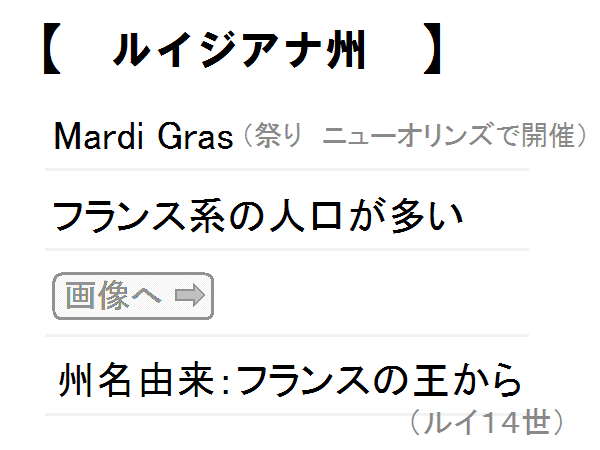 【 ルイジアナ州 】
Mardi Gras（祭り ニューオリンズで開催）
フランス系の人口が多い
画像へ ➡
州名由来：フランスの王から
（ルイ１４世）